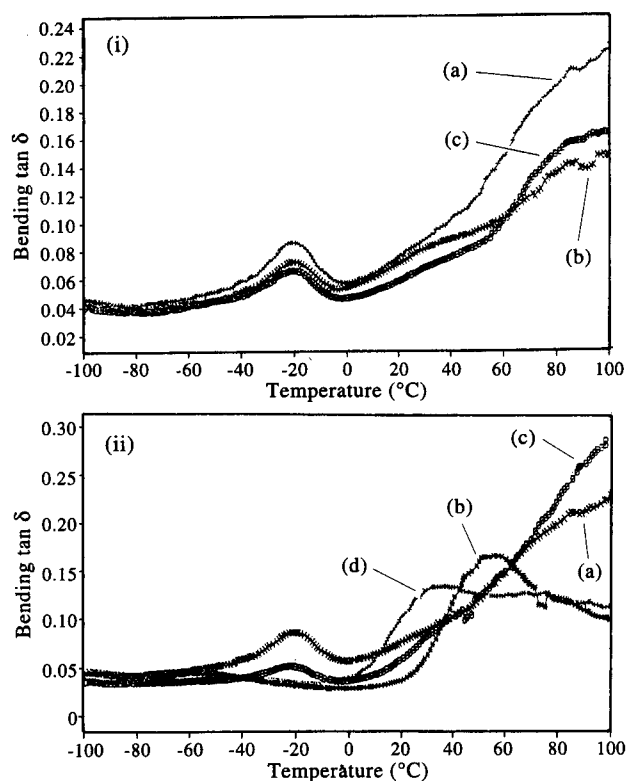 (i)
0.24
0.22
0.20
0.18
0.16
0.14
0.12
0.10
0.08
0.06
0.04
0.02
Bending tan δ
(a)
(c)
(b)
-100 -80 -60 -40 -20 0 20 40 60 80 100
Temperature (°C)
(ii)
0.30
0.25
0.20
0.15
0.10
0.05
0
Bending tan δ
(c)
(b)
(d)
(a)
-100 -80 -60 -40 -20 0 20 40 60 80 100
Temperature (°C)